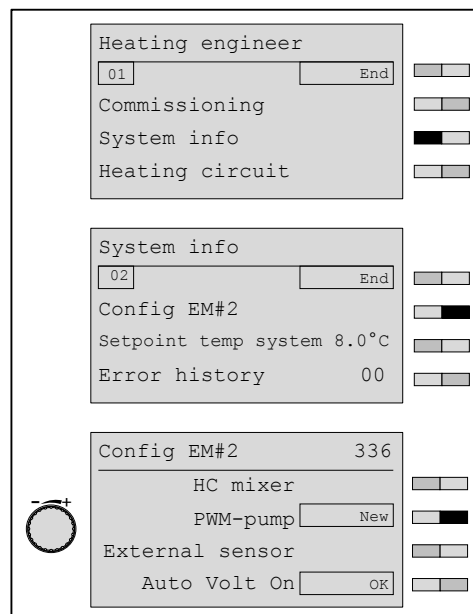 Heating engineer
01 End
Commissioning
System info
Heating circuit
System info
02 End
Config EM#2
Setpoint temp system 8.0°C
Error history 00
Config EM#2 336
HC mixer
PWM-pump New
External sensor
Auto Volt On OK
- +